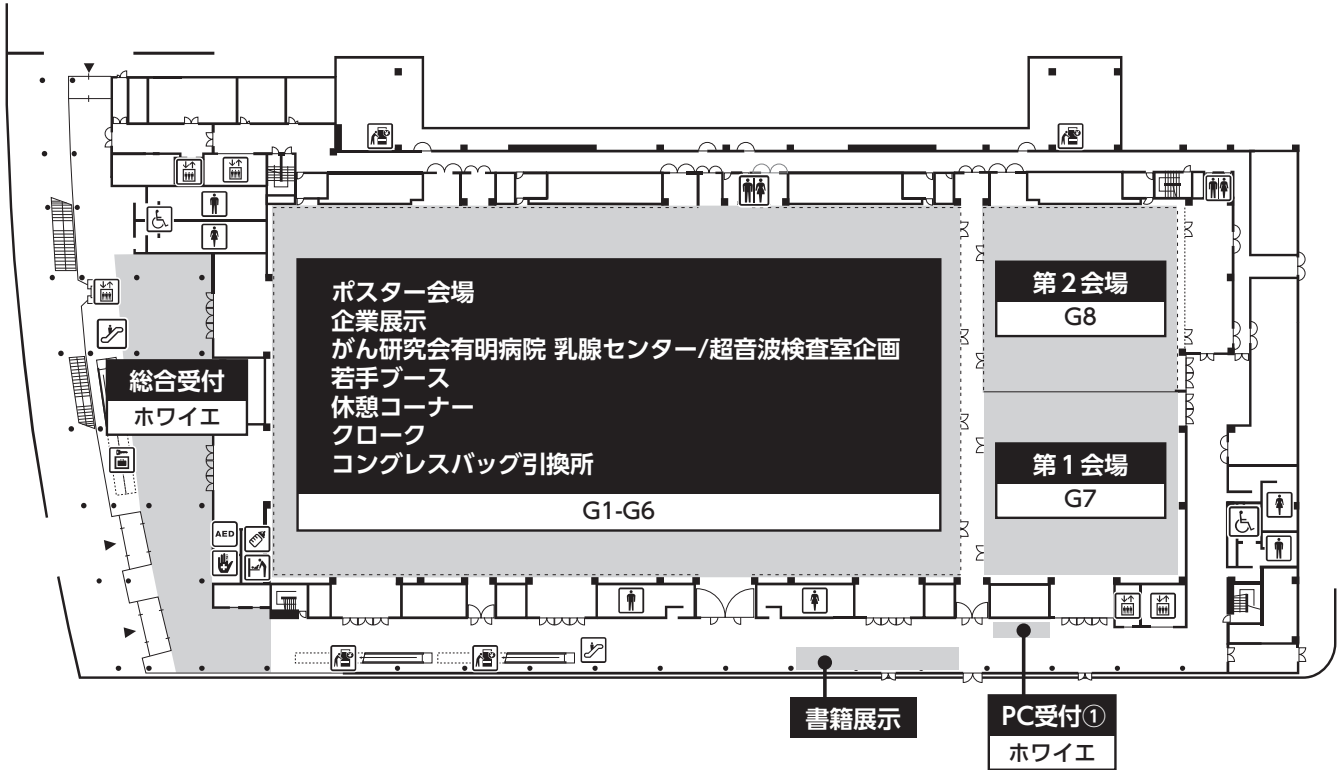 ポスター会場
企業展示
がん研究会有明病院 乳腺センター/超音波検査室企画
若手ブース
休憩コーナー
クローク
コングレスバッグ引換所
G1-G6
第2会場
G8
第1会場
G7
総合受付
ホワイエ
AED
書籍展示
PC受付①
ホワイエ